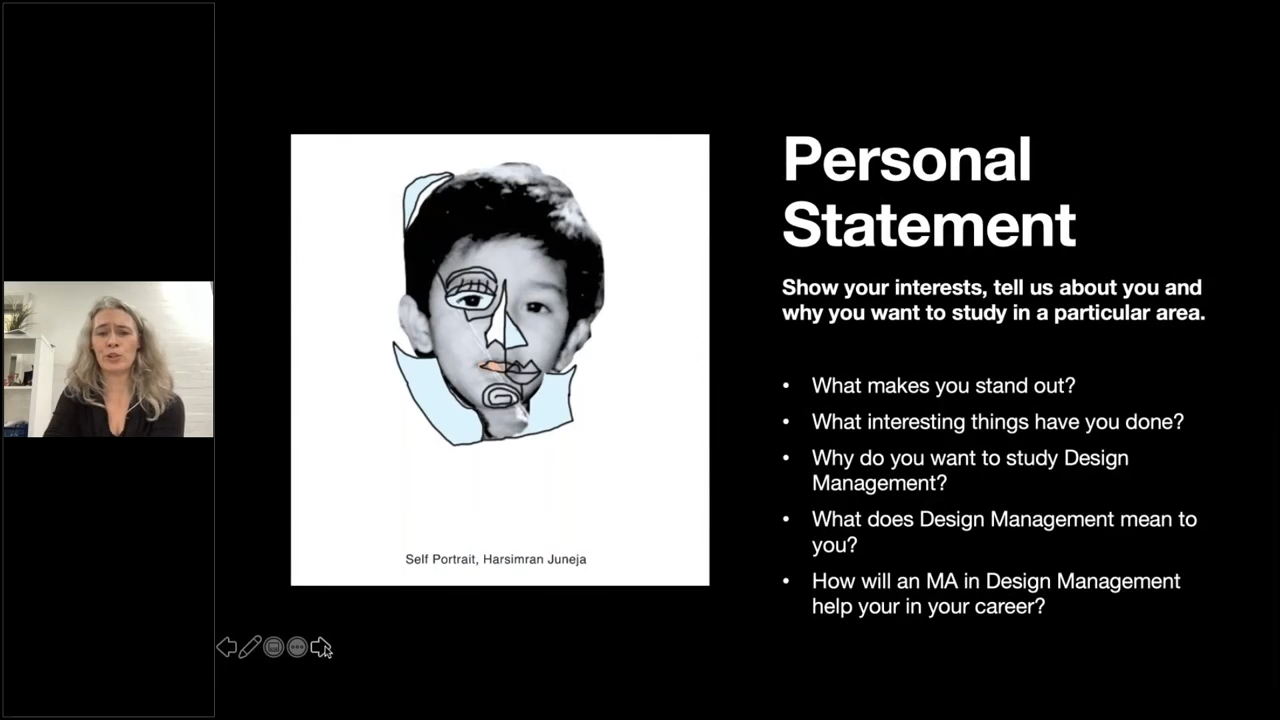 Personal
Statement
Show your interests, tell us about you and
why you want to study in a particular area.
• What makes you stand out?
• What interesting things have you done?
• Why do you want to study Design
Management?
• What does Design Management mean to
you?
• How will an MA in Design Management
help your in your career?
Self Portrait, Harsimran Juneja